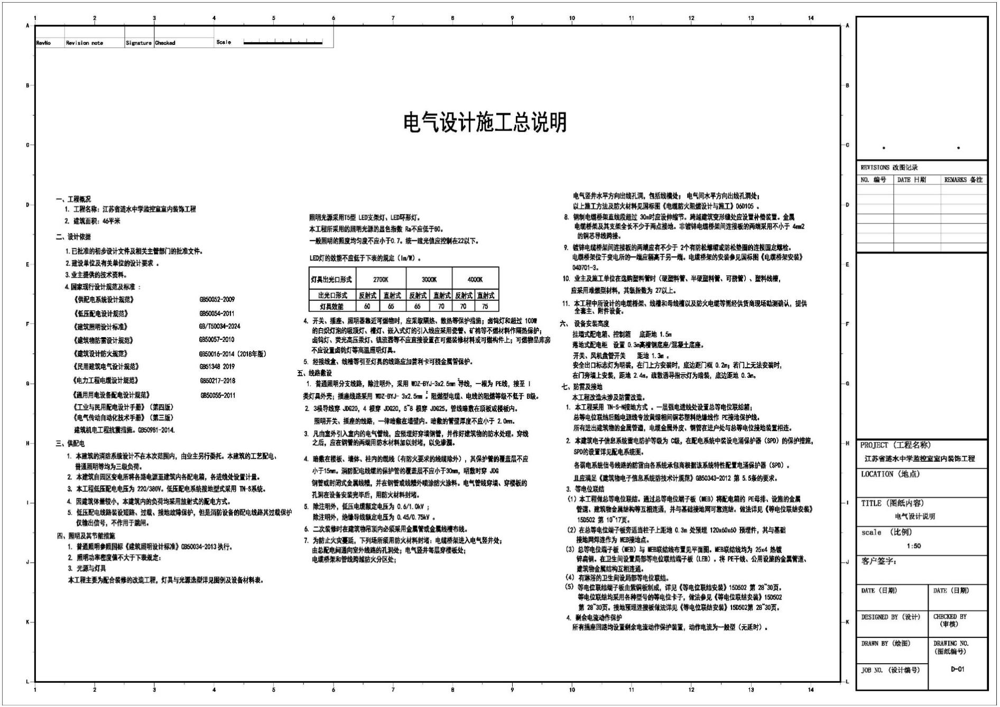 1 2 3 4 5 6 7 8 9 10 11 12 13 14
A
B
C
D
E
F
G
H
I
J
K
L
RevNo Revision note Signature Checked Scale
电气设计施工总说明
一、工程概况
1. 工程名称：江苏省涟水中学监控室室内装饰工程
2. 建筑面积：46平米
二、设计依据
1.已批准的初步设计文件及相关主管部门的批准文件。
2.建设单位及有关单位的设计要求 。
3.业主提供的技术资料。
4.国家现行设计规范及标准 ：
《供配电系统设计规范》 GB50052-2009
《低压配电设计规范》 GB50054-2011
《建筑照明设计标准》 GB/T50034-2024
《建筑物防雷设计规范》 GB50057-2010
《建筑设计防火规范》 GB50016-2014（2018年版）
《民用建筑电气设计规范》 GB51348 2019
《电力工程电缆设计规范》 GB50217-2018
《通用用电设备配电设计规范》 GB50055-2011
《工业与民用配电设计手册》（第四版）
《电气传动自动化技术手册》（第三版）
建筑机电工程抗震措施。GB50981-2014.
三、供配电
1. 本建筑的消防系统设计不在本次范围内，由业主另行委托。本建筑的工艺配电、
普通照明等均为三级负荷。
2. 本建筑自园区变电所将各路电源至建筑内各配电箱，各进线处设置计量。
3. 本工程低压配电电压为 220/380V。低压配电系统接地型式采用 TN-S系统。
4. 因建筑体量较小，本建筑内的负荷均采用放射式的配电方式。
5. 低压配电线路装设短路、过载、接地故障保护，但是消防设备的配电线路其过载保护
仅输出信号，不作用于跳闸。
四、照明及其节能措施
1. 普通照明参照国标《建筑照明设计标准》GB50034-2013执行。
2. 照明功率密度值不大于下表规定：
3. 光源与灯具
本工程主要为配合装修的改造工程，灯具与光源选型详见图例及设备材料表。
照明光源采用T5型 LED支架灯、LED环形灯。
本工程所采用的照明光源的显色指数 Ra不应低于80。
一般照明的照度均匀度不应小于0.7。统一眩光值应控制在22以下。
LED灯的效能不应低于下表的规定（lm/W）。
灯具出光口形式 2700K 3000K 4000K
出光口形式 反射式 直射式 反射式 直射式 反射式 直射式
灯具效能 60 65 65 70 70 75
4. 开关、插座、照明器靠近可燃物时，应采取隔热、散热等保护措施；卤钨灯和超过 100W
的白炽灯泡的吸顶灯、槽灯、嵌入式灯的引入线应采用瓷管、矿棉等不燃材料作隔热保护；
卤钨灯、荧光高压汞灯、镇流器等不应直接设置在可燃装修材料或可燃构件上；可燃物品库房
不应设置卤钨灯等高温照明灯具。
5. 经接线盒、线槽等引至灯具的线路应加普利卡可挠金属管保护。
五、线路敷设
1. 普通照明分支线路，除注明外，采用 WDZ-BYJ-3x2.5mm²导线，一根为 PE线，接至 I
类灯具外壳；插座线路采用 WDZ-BYJ- 3x2.5mm²。阻燃型电缆、电线的阻燃等级不低于 B级。
2. 3根导线穿 JDG20，4 根穿 JDG20，5~8 根穿 JDG25。管线暗敷在顶板或楼板内。
照明开关、插座的线路，一律暗敷在墙壁内。暗敷的管壁厚度不应小于 2.0mm。
3. 凡由室外引入室内的电气管线，应预埋好穿墙钢管，并作好建筑物的防水处理。穿线
之后，应在钢管的两端用防水材料加以封堵，以免渗漏。
4. 暗敷在楼板、墙体、柱内的缆线（有防火要求的线缆除外），其保护管的覆盖层不应
小于15mm。消防配电线缆的保护管的覆盖层不应小于30mm，明敷时穿 JDG
钢管或封闭式金属线槽，并在钢管或线槽外喷涂防火涂料。电气管线穿墙、穿楼板的
孔洞在设备安装完毕后，用防火材料封堵。
5. 除注明外，低压电缆额定电压为 0.6/1.0kV ；
除注明外，绝缘导线额定电压为 0.45/0.75kV 。
6. 二次装修时在建筑物吊顶内必须采用金属管或金属线槽布线。
7. 为防止火灾蔓延，下列场所须用防火材料封堵：电缆桥架进入电气竖井处；
由总配电间通向室外线路的孔洞处；电气竖井每层穿楼板处；
电缆桥架和管线跨越防火分区处；
电气竖井水平方向出线孔洞，包括线槽处； 电气间水平方向出线孔洞处；
以上施工方法及防火材料见国标图《电缆防火阻燃设计与施工》06D105 。
8. 钢制电缆桥架直线段超过 30m时应设伸缩节。跨越建筑变形缝处应设置补偿装置。金属
电缆桥架及其支架全长不少于两点接地。非镀锌电缆桥架间连接板的两端采用不小于 4mm2
的铜芯导线跨接。
9. 镀锌电缆桥架间连接板的两端应有不少于 2个有防松螺帽或防松垫圈的连接固定螺栓。
电缆桥架位于变电所的一端应稍高于另一端。电缆桥架的安装参见国标图《电缆桥架安装》
04D701-3。
10. 业主及施工单位在选购塑料管时（硬塑料管、半硬塑料管、可挠管）、塑料线槽，
应采用难燃型材料，其氧指数为 27以上。
11. 本工程中所设计的电缆桥架、线槽和母线槽以及防火电缆等需经供货商现场勘测确认，提供
全套主、附件设备。
六、 设备安装高度
挂墙式配电箱、控制箱 底距地 1.5m
落地式配电柜 设置 0.3m高槽钢底座/混凝土底座。
开关、风机盘管开关 距地 1.3m 。
安全出口标志灯为明装，在门上方安装时，底边距门框 0.2m；若门上无法安装时，
在门旁墙上安装，距地 2.4m。疏散诱导指示灯为暗装，底边距地 0.3m。
七、防雷及接地
本工程改造未涉及防雷改造。
1. 本工程采用 TN-S-N接地方式 。一层强电进线处设置总等电位联结箱；
总等电位联结后随电源线专放黄绿相间铜芯塑料绝缘线作 PE接地保护线。
所有进出建筑物的金属管道，电缆金属外皮、钢管在进户处与总等电位接地装置相连。
2. 本建筑电子信息系统雷电防护等级为 C级，在配电系统中装设电涌保护器（SPD）的保护措施，
SPD的设置详见配电系统图。
各弱电系统信号线路的防雷由各系统承包商根据该系统特性配置电涌保护器（SPD）。
且应满足《建筑物电子信息系统防技术计规范》GB50343-2012 第 5.5条的要求。
3. 等电位联结
（1）本工程做总等电位联结。通过总等电位端子板（MEB）将配电箱的 PE母排、设施的金属
管道、建筑物金属结构等互相连通，并与基础接地网可靠连结。做法详见《等电位联结安装》
15D502 第 10~17页。
（2）在总等电位端子板旁适当柱子上距地 0.3m 处预埋 120x60x60 预埋件，其与基础
接地网焊连作为 MEB接地点。
（3）总等电位端子板（MEB）与 MEB联结线布置见平面图。MEB联结线均为 25x4 热镀
锌扁钢。在卫生间设置局部等电位联结端子板（LEB）。将 PE干线、公用设施的金属管道、
建筑物金属结构互相连通。
（4）有淋浴的卫生间设局部等电位联结。
（5）等电位联结端子板由紫铜板制成，详见《等电位联结安装》15D502 第 28~30页。
等电位联结均采用各种型号的等电位卡子，做法参见《等电位联结安装》15D502
第 28~30页。接地预埋连接板做法详见《等电位联结安装》15D502第 28~30页。
4. 剩余电流动作保护
所有插座回路均设置剩余电流动作保护装置，动作电流为一般型（无延时）。
REVISIONS 改图记录
NO. 编号 DATE 日期 REMARKS 备注
PROJECT（工程名称）
江苏省涟水中学监控室室内装饰工程
LOCATION（地点）
TITLE（图纸内容）
电气设计说明
scale （比例）
1:50
客户签字：
DATE（日期） DATE（日期）
DESIGNED BY（设计） CHECKED BY（审核）
DRAWN BY（绘图） DRAWING NO.（图纸编号）
JOB NO.（设计编号） D-01
A
B
C
D
E
F
G
H
I
J
K
L
1 2 3 4 5 6 7 8 9 10 11 12 13 14